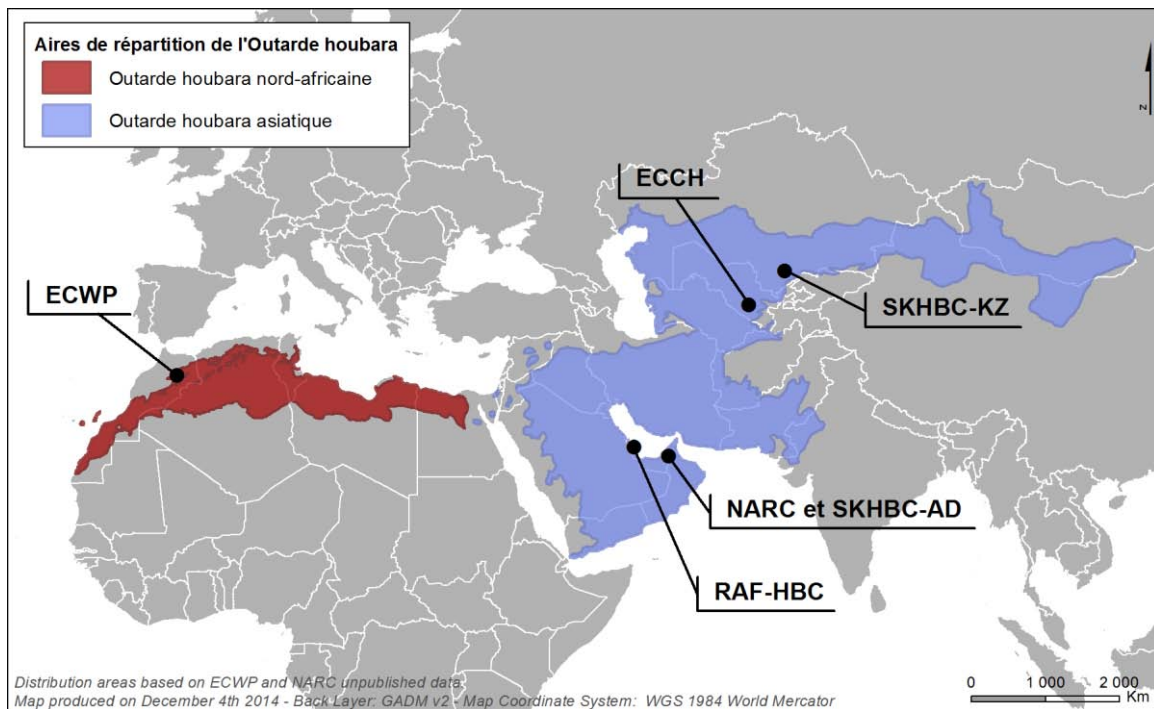 Aires de répartition de l'Outarde houbara
Outarde houbara nord-africaine
Outarde houbara asiatique
N
ECCH
ECWP
SKHBC-KZ
NARC et SKHBC-AD
RAF-HBC
Distribution areas based on ECWP and NARC unpublished data.
Map produced on December 4th 2014 - Back Layer: GADM v2 - Map Coordinate System: WGS 1984 World Mercator
0 1 000 2 000
Km